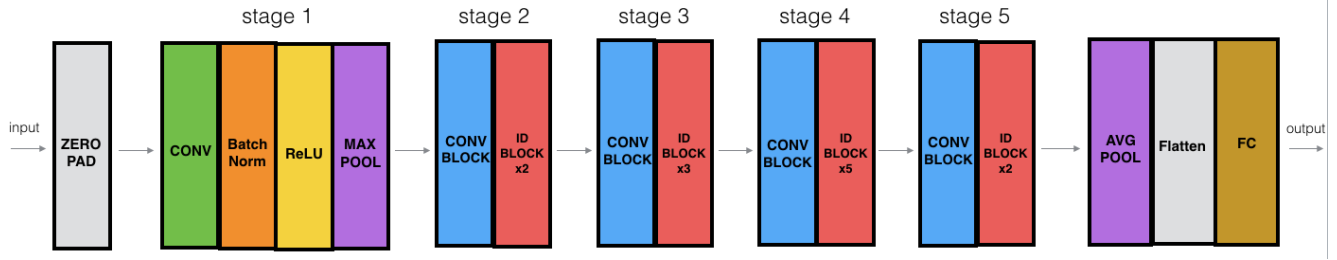 stage 1
stage 2
stage 3
stage 4
stage 5
input
ZERO
PAD
CONV
Batch
Norm
ReLU
MAX
POOL
CONV
BLOCK
ID
BLOCK
x2
CONV
BLOCK
ID
BLOCK
x3
CONV
BLOCK
ID
BLOCK
x5
CONV
BLOCK
ID
BLOCK
x2
AVG
POOL
Flatten
FC
output